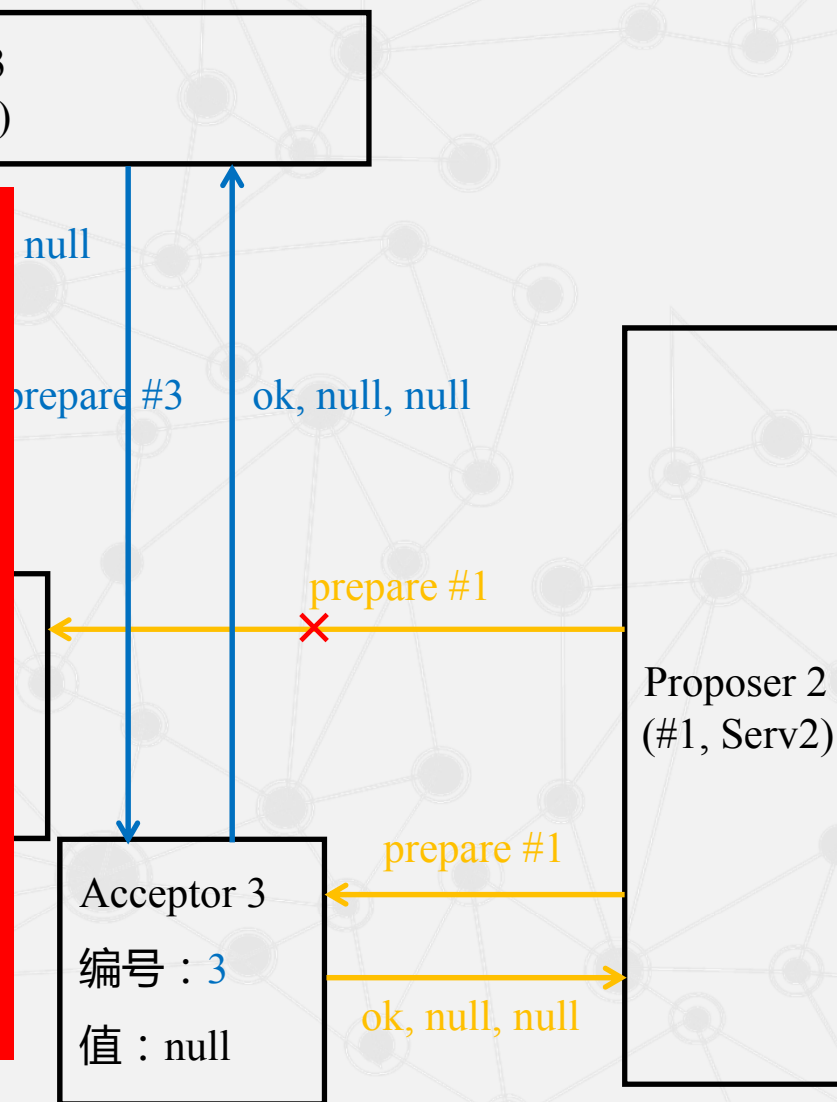 3
)
null
prepare #3
ok, null, null
prepare #1
Proposer 2
(#1, Serv2)
prepare #1
Acceptor 3
编号：3
值：null
ok, null, null